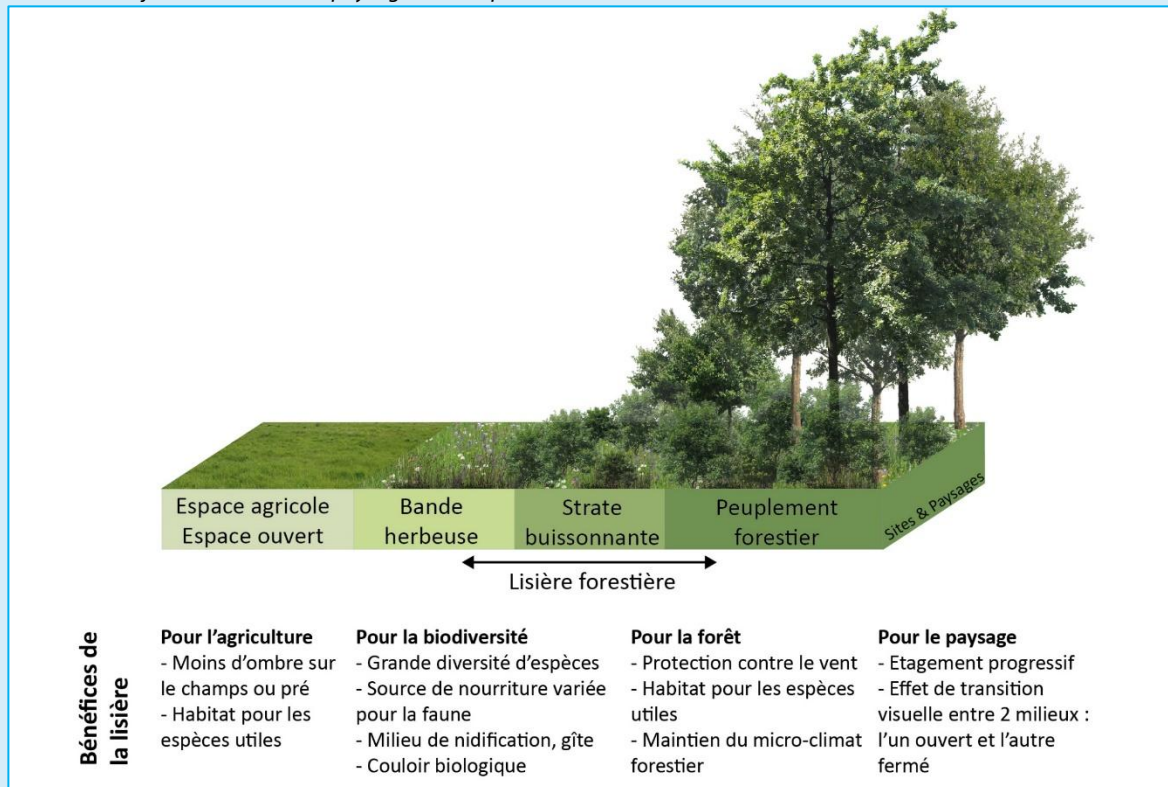 Espace agricole
Espace ouvert
Bande
herbeuse
Strate
buissonnante
Peuplement
forestier
Sites & Paysages
Lisière forestière
Bénéfices de
la lisière
Pour l'agriculture
- Moins d'ombre sur
le champs ou pré
- Habitat pour les
espèces utiles
Pour la biodiversité
- Grande diversité d'espèces
- Source de nourriture variée
pour la faune
- Milieu de nidification, gîte
- Couloir biologique
Pour la forêt
- Protection contre le vent
- Habitat pour les espèces
utiles
- Maintien du micro-climat
forestier
Pour le paysage
- Etagement progressif
- Effet de transition
visuelle entre 2 milieux :
l'un ouvert et l'autre
fermé